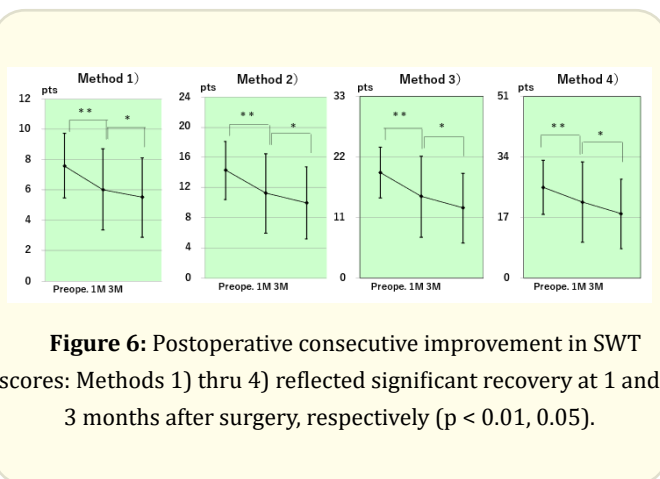 Method 1)
pts
12
10
8
6
4
2
0
**
*
Preope. 1M 3M
Method 2)
pts
24
20
16
12
8
4
0
**
*
Preope. 1M 3M
Method 3)
pts
33
22
11
0
**
*
Preope. 1M 3M
Method 4)
pts
51
34
17
0
**
*
Preope. 1M 3M
Figure 6: Postoperative consecutive improvement in SWT
scores: Methods 1) thru 4) reflected significant recovery at 1 and
3 months after surgery, respectively (p < 0.01, 0.05).